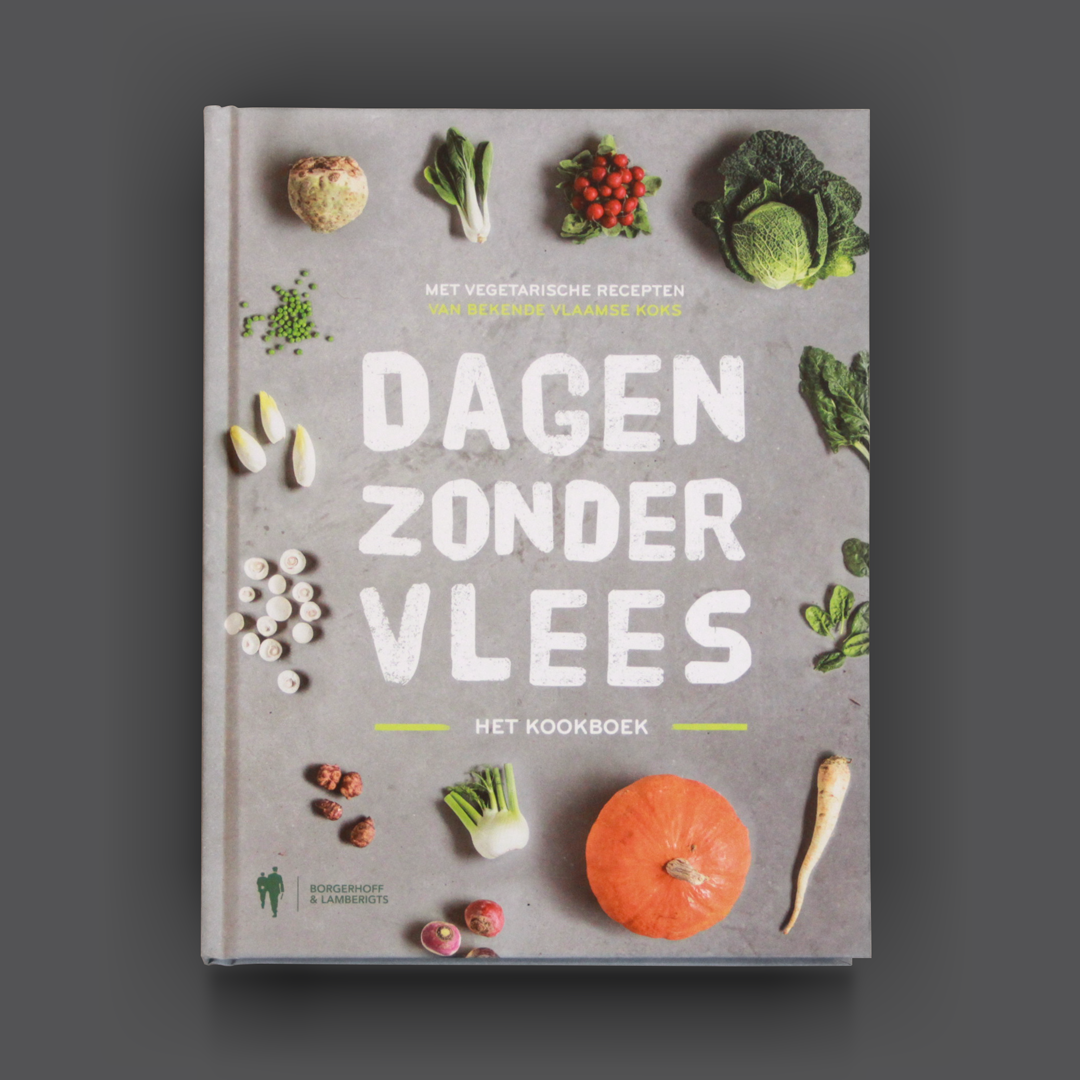 MET VEGETARISCHE RECEPTEN
VAN BEKENDE VLAAMSE KOKS
DAGEN
ZONDER
VLEES
HET KOOKBOEK
BORGERHOFF
& LAMBERIGTS